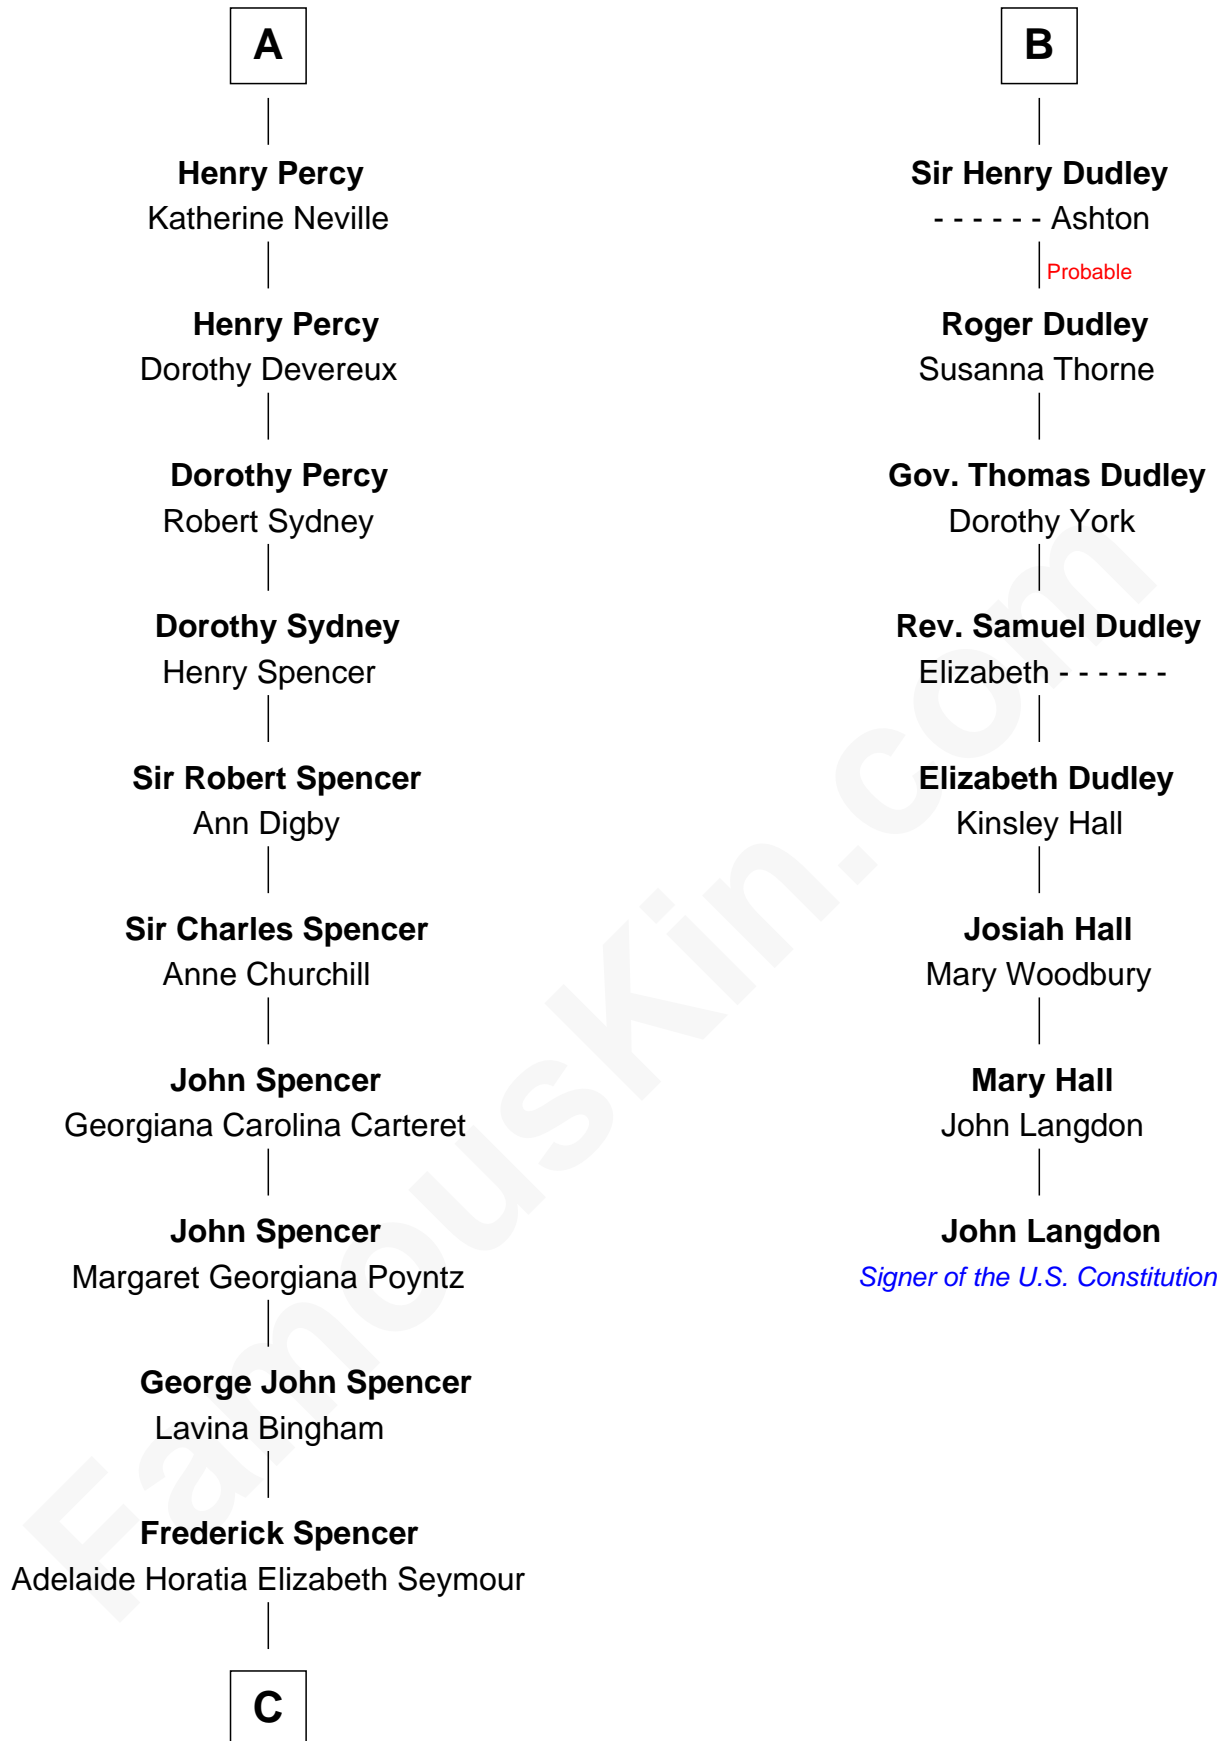 A
Henry Percy
Katherine Neville
Henry Percy
Dorothy Devereux
Dorothy Percy
Robert Sydney
Dorothy Sydney
Henry Spencer
Sir Robert Spencer
Ann Digby
Sir Charles Spencer
Anne Churchill
John Spencer
Georgiana Carolina Carteret
John Spencer
Margaret Georgiana Poyntz
George John Spencer
Lavina Bingham
Frederick Spencer
Adelaide Horatia Elizabeth Seymour
C
B
Sir Henry Dudley
- - - - - - Ashton
Probable
Roger Dudley
Susanna Thorne
Gov. Thomas Dudley
Dorothy York
Rev. Samuel Dudley
Elizabeth - - - - - -
Elizabeth Dudley
Kinsley Hall
Josiah Hall
Mary Woodbury
Mary Hall
John Langdon
John Langdon
Signer of the U.S. Constitution
FamousKin.com